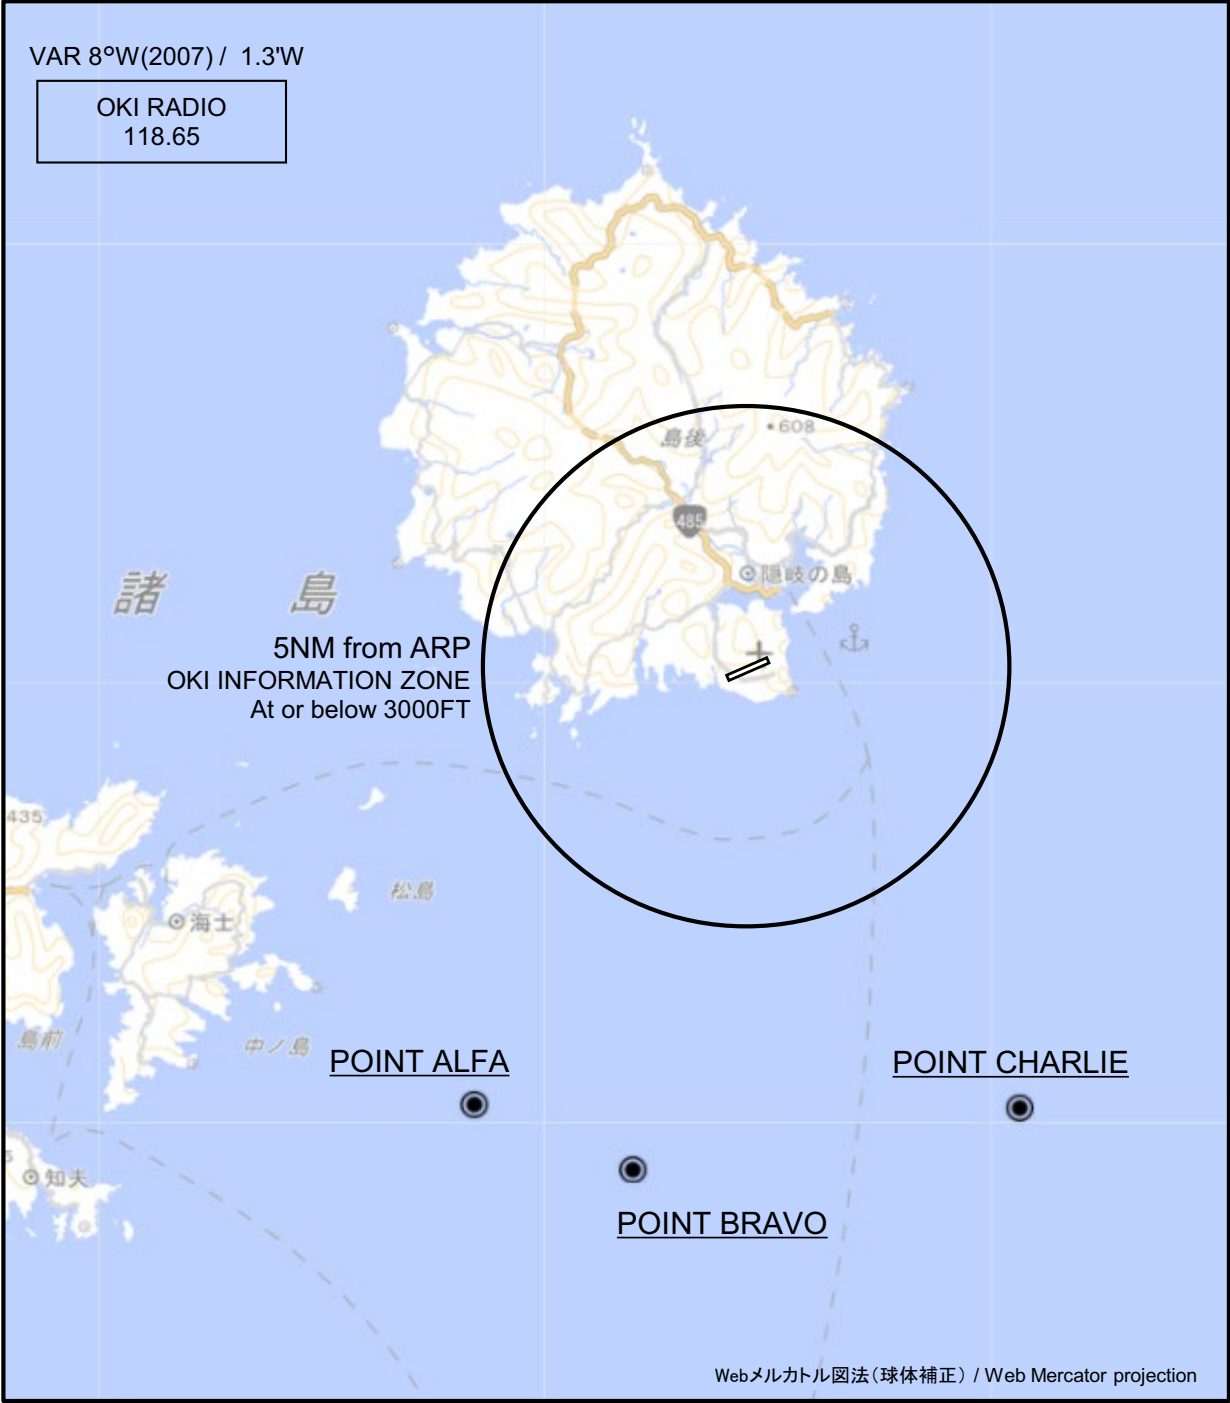 VAR 8°W(2007) / 1.3'W
OKI RADIO
118.65
島後
608
485
隠岐の島
諸 島
5NM from ARP
OKI INFORMATION ZONE
At or below 3000FT
435
松島
海士
島前
中ノ島
POINT ALFA
POINT CHARLIE
5
知夫
POINT BRAVO
Webメルカトル図法(球体補正) / Web Mercator projection